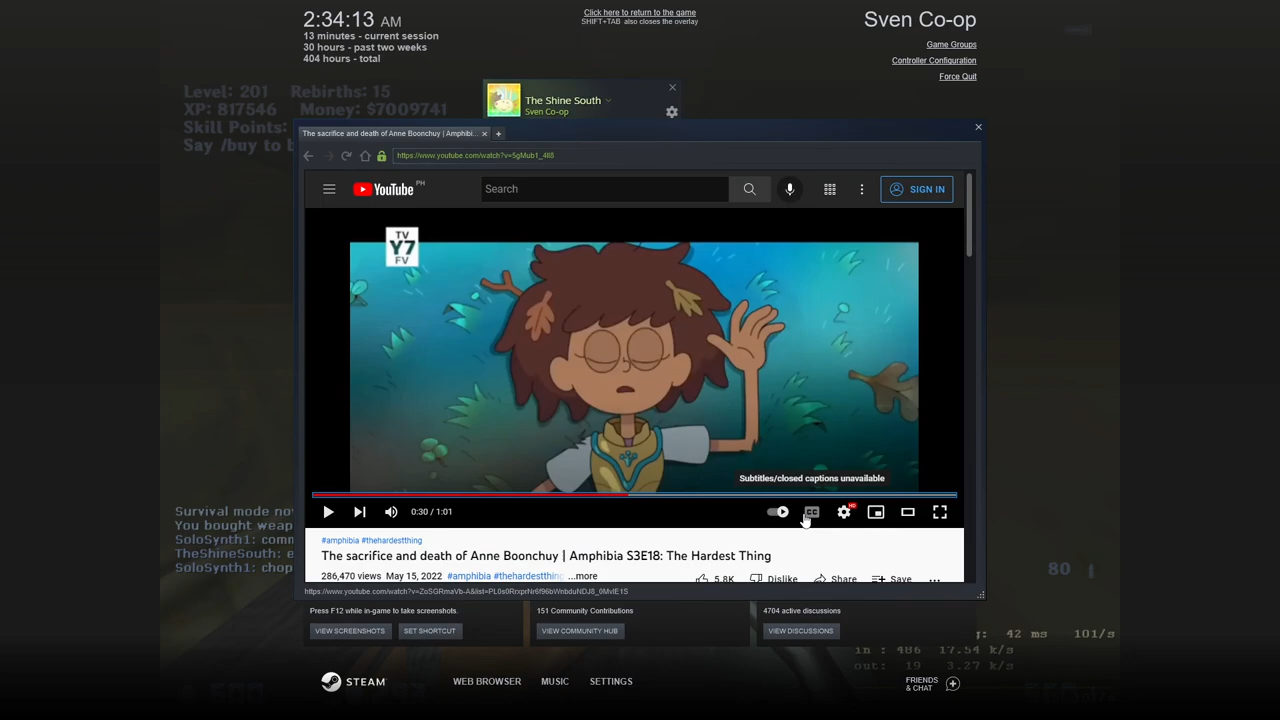 2:34:13 AM
13 minutes - current session
30 hours - past two weeks
404 hours - total
Click here to return to the game
SHIFT+TAB also closes the overlay
Sven Co-op
Game Groups
Controller Configuration
Force Quit
Level: 201 Rebirths: 15
XP: 817546 Money: $7009741
Skill Points:
Say /buy to b
The Shine South
Sven Co-op
The sacrifice and death of Anne Boonchuy | Amphibi...
https://www.youtube.com/watch?v=5gMub1_4lI8
YouTube PH
Search
SIGN IN
TV
Y7
FV
Subtitles/closed captions unavailable
0:30 / 1:01
CC
HD
#amphibia #thehardestthing
The sacrifice and death of Anne Boonchuy | Amphibia S3E18: The Hardest Thing
286,470 views May 15, 2022 #amphibia #thehardestthing ...more
5.8K Dislike Share Save
https://www.youtube.com/watch?v=ZoSGRmaVb-A&list=PL0s0RrxprNr6f96bWnbduNDJ8_0MvIE1S
Survival mode now
You bought weap
SoloSynth1: comm
TheShineSouth: e
SoloSynth1: chop
80
Press F12 while in-game to take screenshots.
VIEW SCREENSHOTS
SET SHORTCUT
151 Community Contributions
VIEW COMMUNITY HUB
4704 active discussions
VIEW DISCUSSIONS
g: 42 ms 101/s
in : 486 17.54 k/s
out: 19 3.27 k/s
STEAM
WEB BROWSER
MUSIC
SETTINGS
FRIENDS
& CHAT